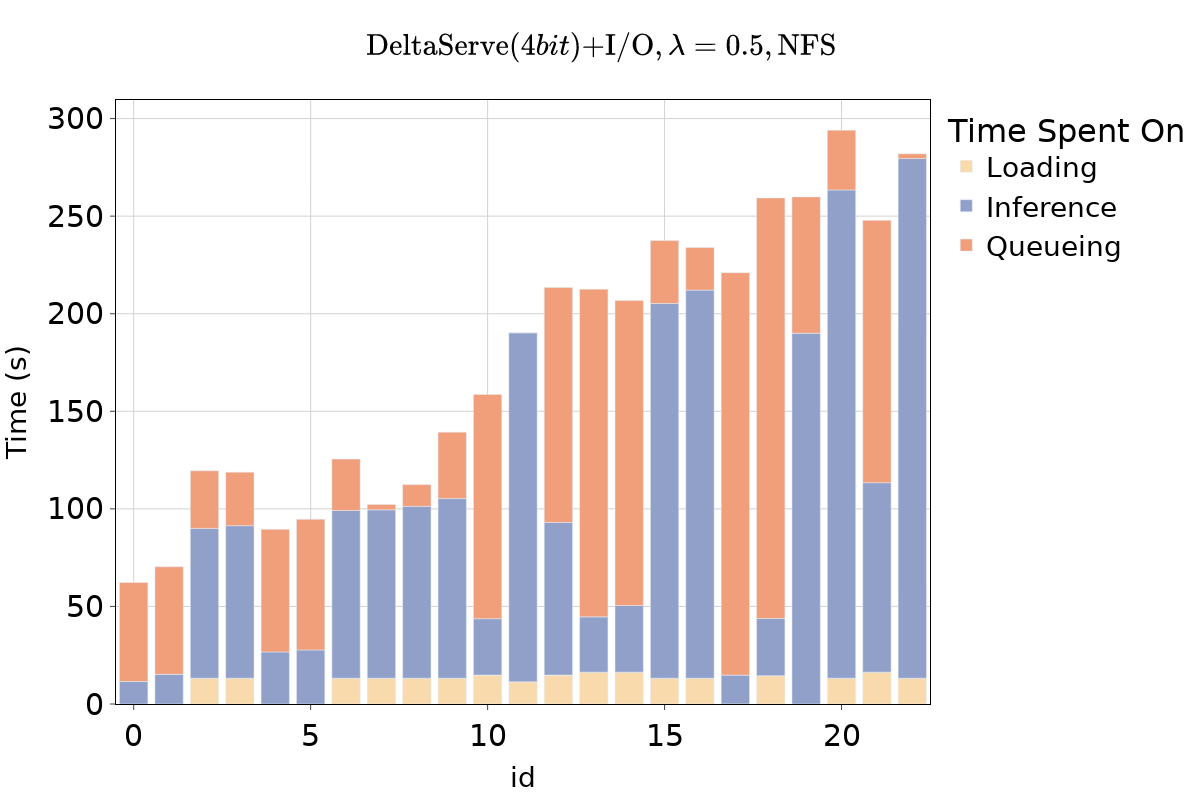 DeltaServe(4bit)+I/O, λ = 0.5, NFS
Time Spent On
Loading
Inference
Queueing
Time (s)
300
250
200
150
100
50
0
0 5 10 15 20
id